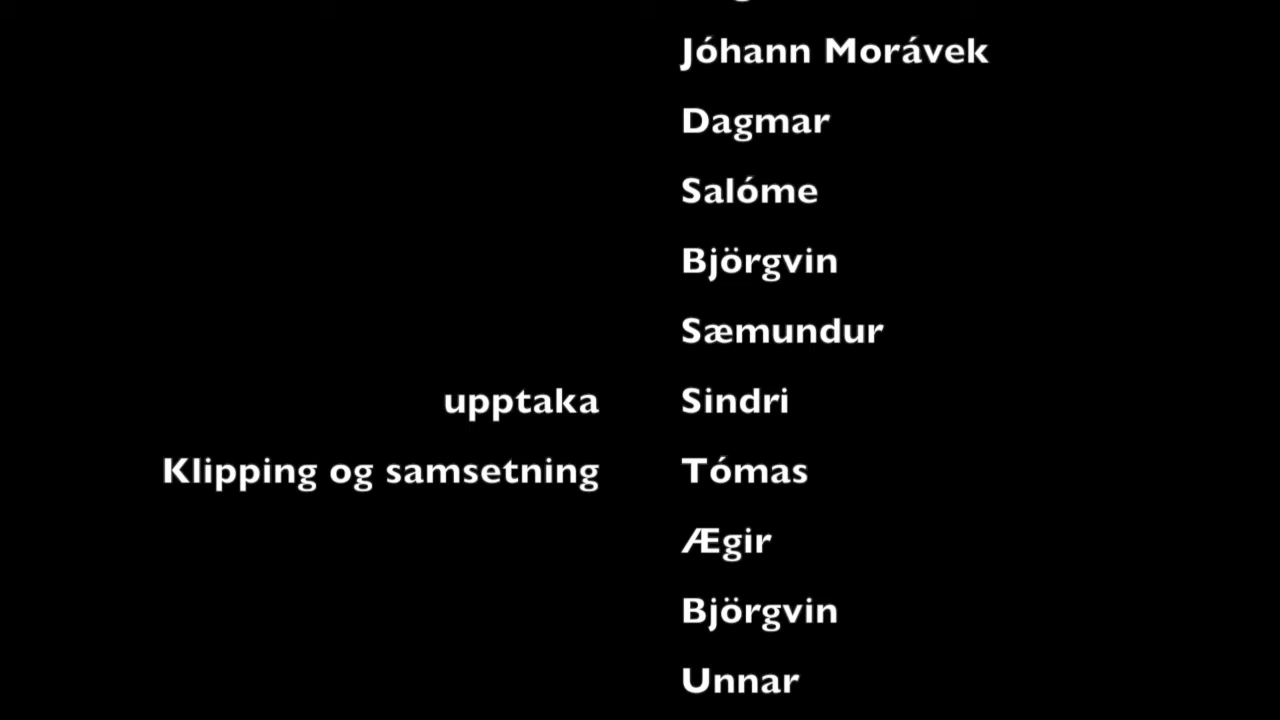 Jóhann Morávek
Dagmar
Salóme
Björgvin
Sæmundur
upptaka Sindri
Klipping og samsetning Tómas
Ægir
Björgvin
Unnar